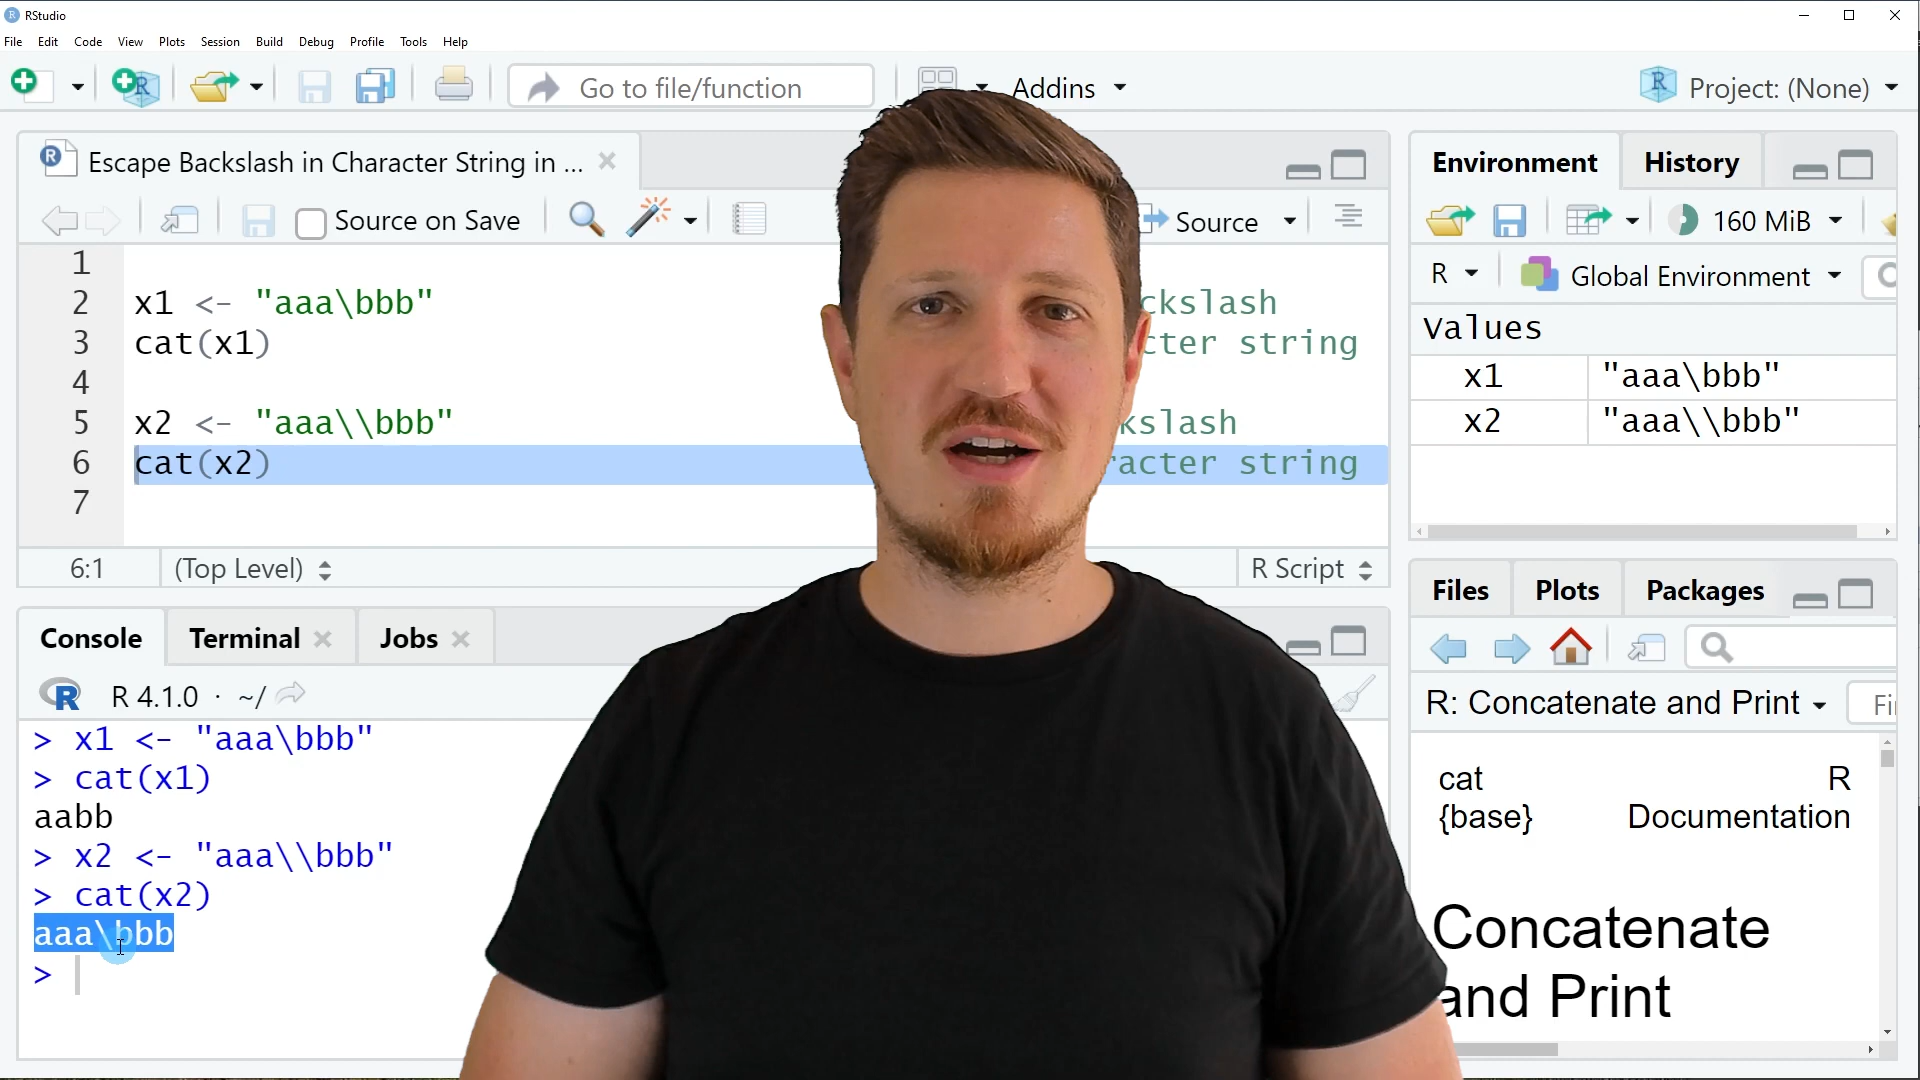 RStudio
File Edit Code View Plots Session Build Debug Profile Tools Help
Go to file/function
Addins
Project: (None)
Escape Backslash in Character String in ...
Source on Save
Source
1
2 x1 <- "aaa\bbb"
3 cat(x1) string
4
5 x2 <- "aaa\\bbb"
6 cat(x2) string
7
6:1 (Top Level) R Script
Console Terminal Jobs
R 4.1.0 · ~/
> x1 <- "aaa\bbb"
> cat(x1)
aabb
> x2 <- "aaa\\bbb"
> cat(x2)
aaa\bbb
>
Environment History
160 MiB
R Global Environment
Values
x1 "aaa\bbb"
x2 "aaa\\bbb"
Files Plots Packages
R: Concatenate and Print
cat R
{base} Documentation
Concatenate
and Print